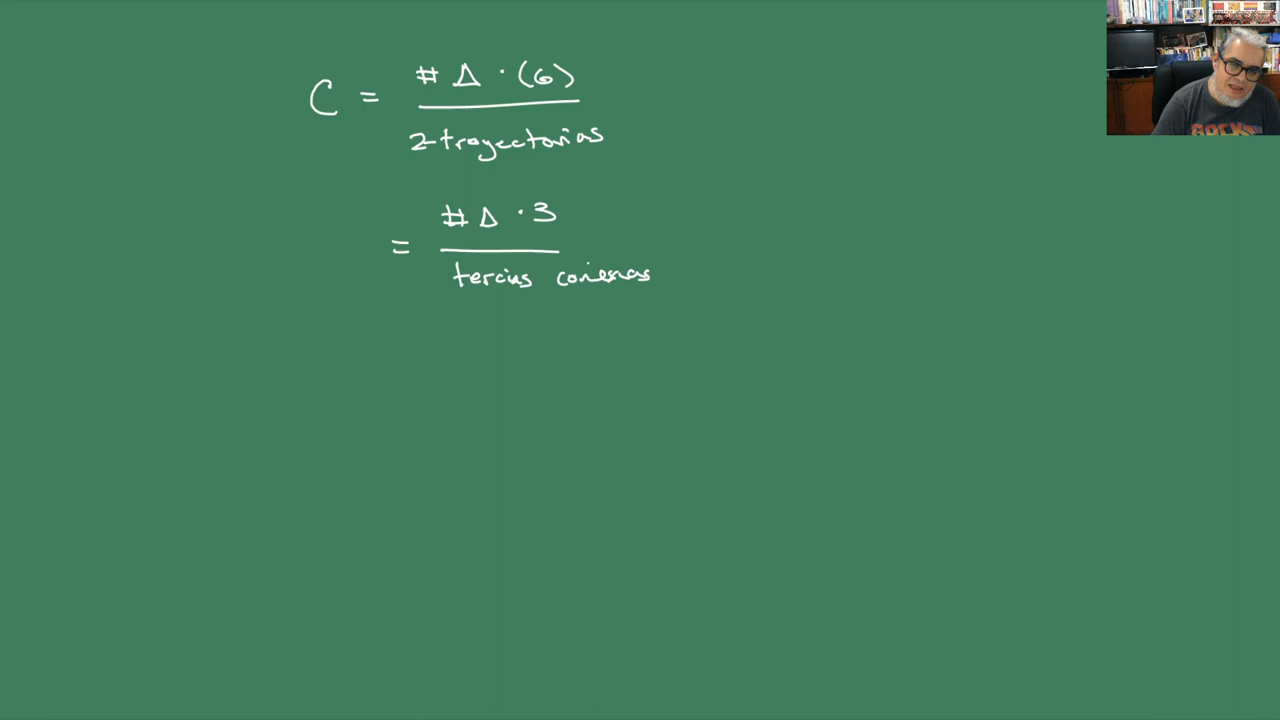 C = # Δ · (6)
2-trayectorias
= # Δ · 3
tercias conexas